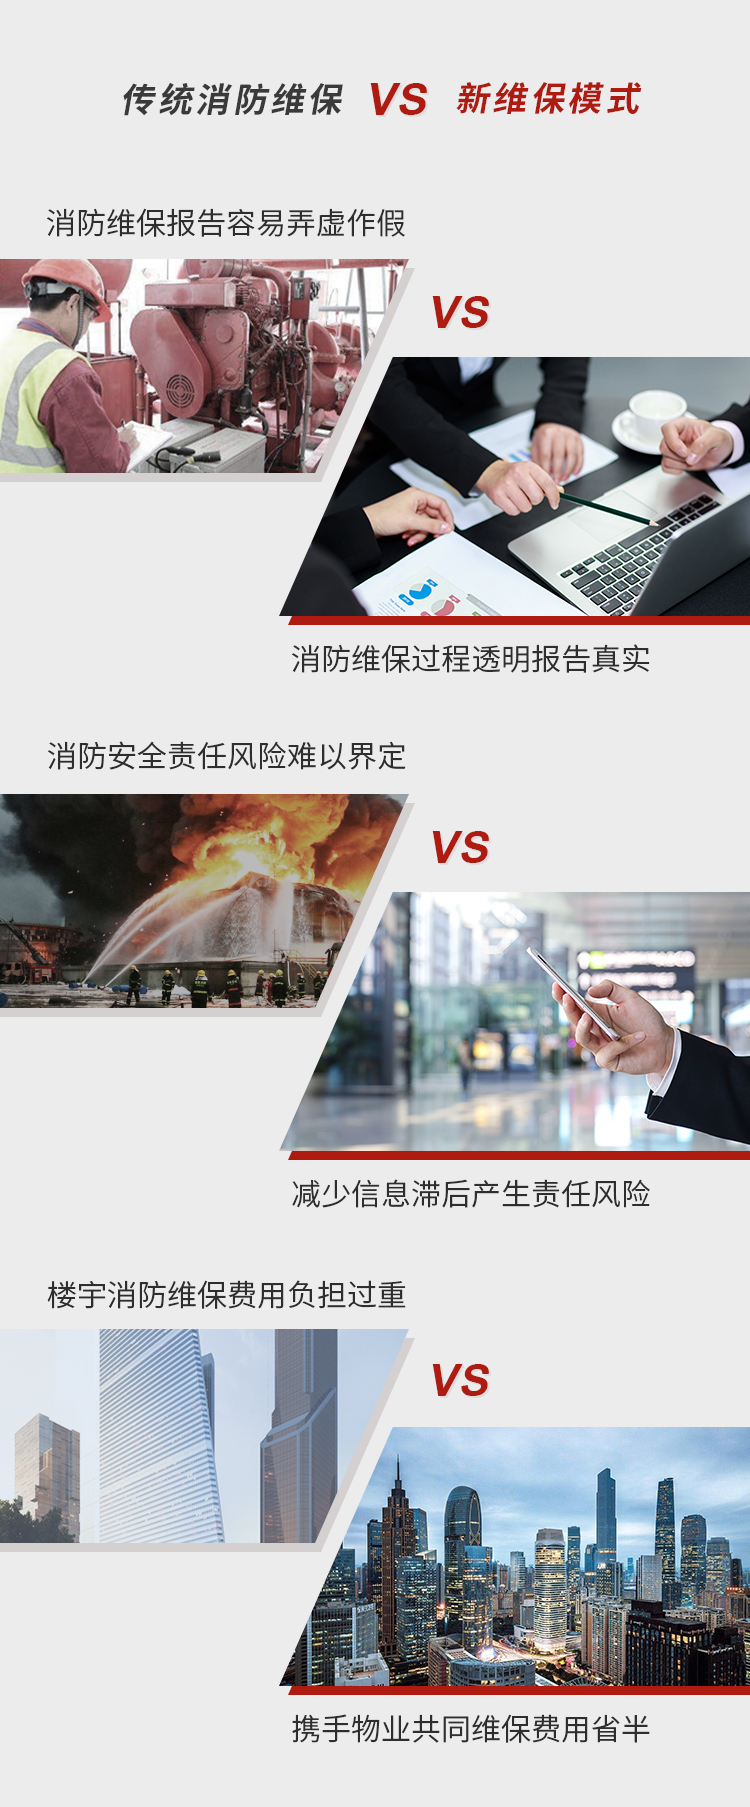 传统消防维保 VS 新维保模式
消防维保报告容易弄虚作假
VS
消防维保过程透明报告真实
消防安全责任风险难以界定
VS
减少信息滞后产生责任风险
楼宇消防维保费用负担过重
VS
携手物业共同维保费用省半